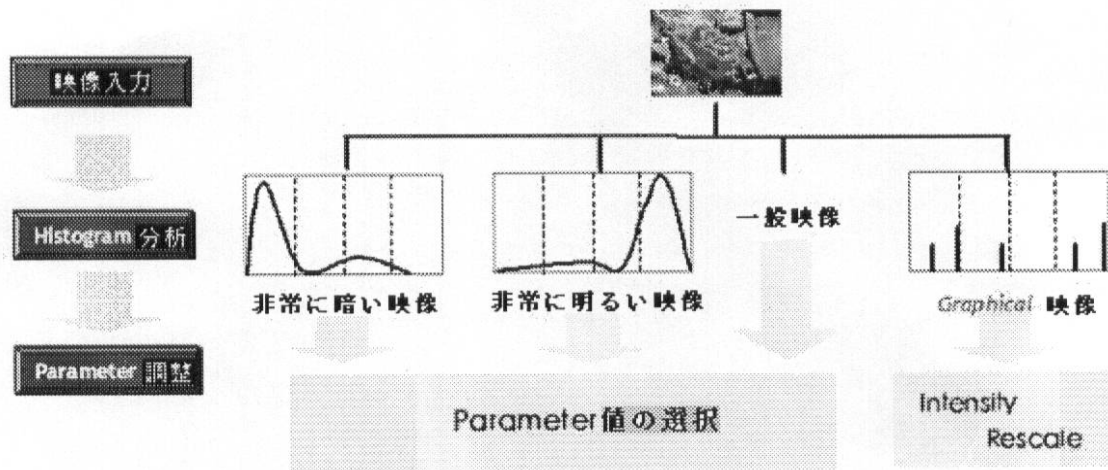 映像入力
Histogram 分析
Parameter 調整
非常に暗い映像
非常に明るい映像
一般映像
Graphical 映像
Parameter値の選択
Intensity
Rescale